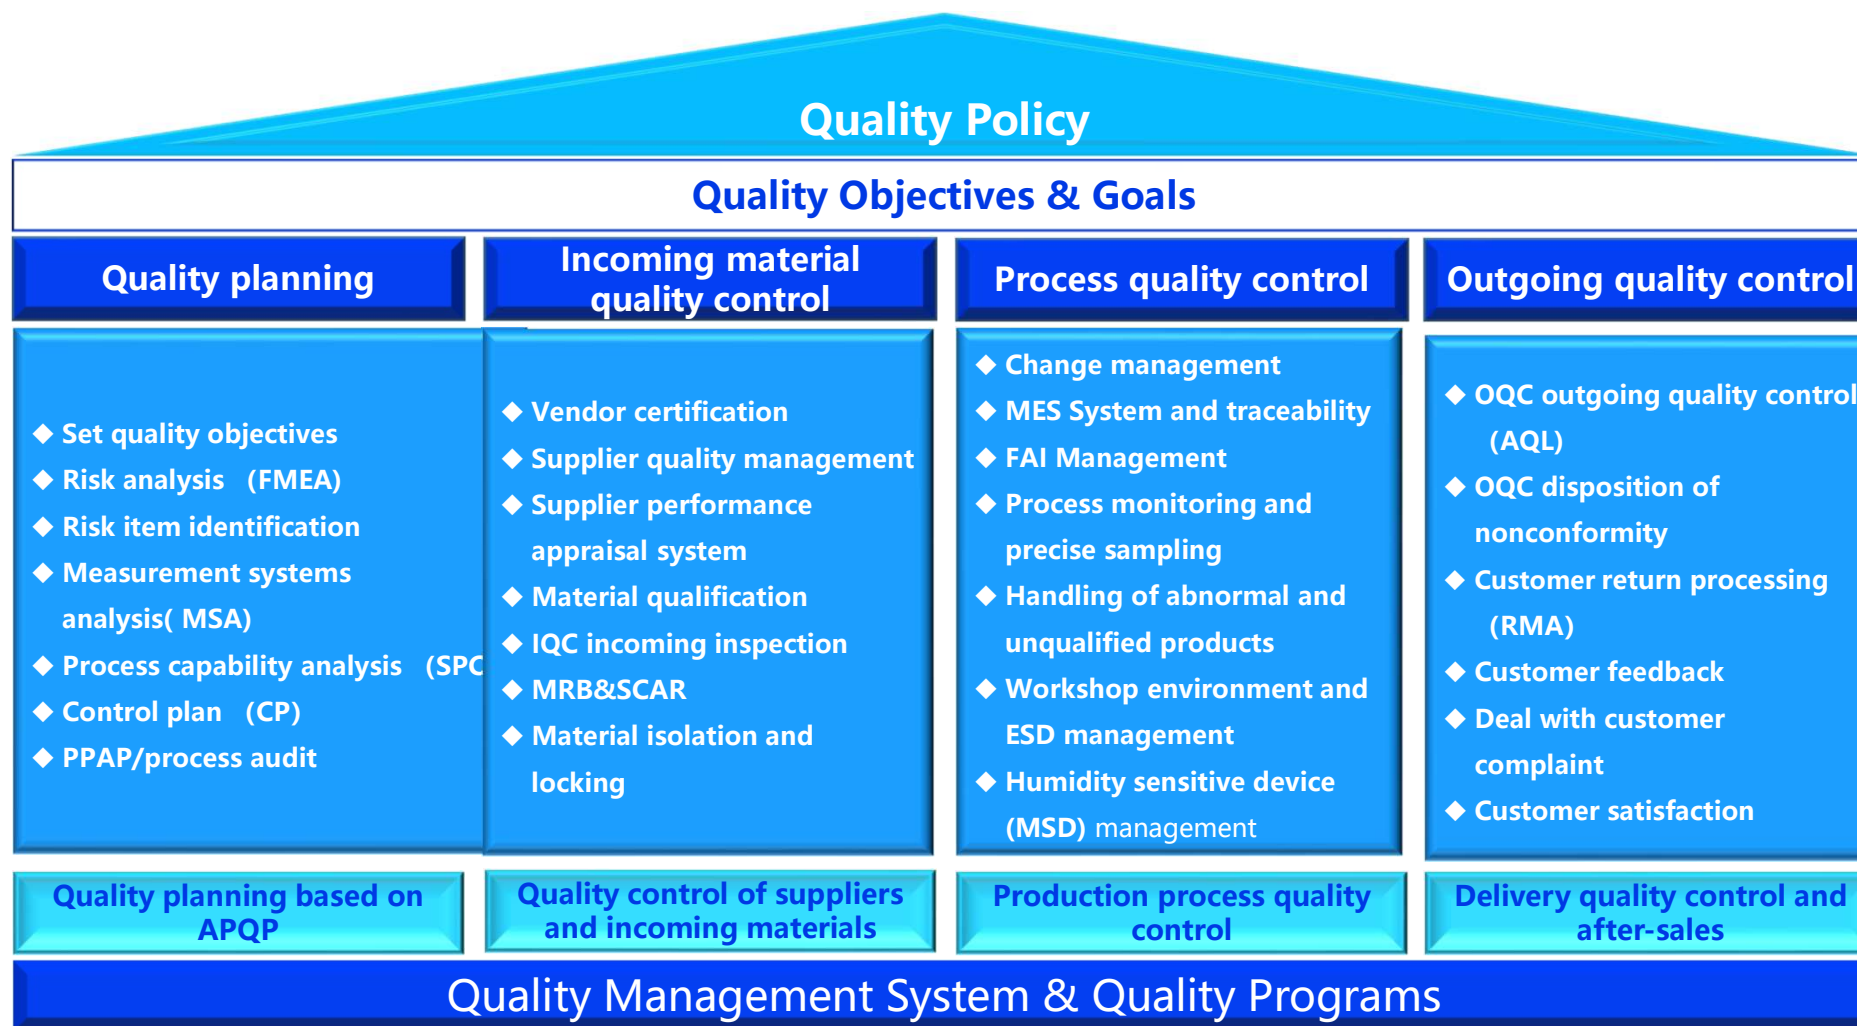 Quality Policy
Quality Objectives & Goals
Quality planning
◆ Set quality objectives
◆ Risk analysis （FMEA)
◆ Risk item identification
◆ Measurement systems
analysis( MSA)
◆ Process capability analysis （SPC
◆ Control plan （CP)
◆ PPAP/process audit
Quality planning based on
APQP
Incoming material
quality control
◆ Vendor certification
◆ Supplier quality management
◆ Supplier performance
appraisal system
◆ Material qualification
◆ IQC incoming inspection
◆ MRB&SCAR
◆ Material isolation and
locking
Quality control of suppliers
and incoming materials
Process quality control
◆ Change management
◆ MES System and traceability
◆ FAI Management
◆ Process monitoring and
precise sampling
◆ Handling of abnormal and
unqualified products
◆ Workshop environment and
ESD management
◆ Humidity sensitive device
(MSD) management
Production process quality
control
Outgoing quality control
◆ OQC outgoing quality control
（AQL)
◆ OQC disposition of
nonconformity
◆ Customer return processing
（RMA)
◆ Customer feedback
◆ Deal with customer
complaint
◆ Customer satisfaction
Delivery quality control and
after-sales
Quality Management System & Quality Programs